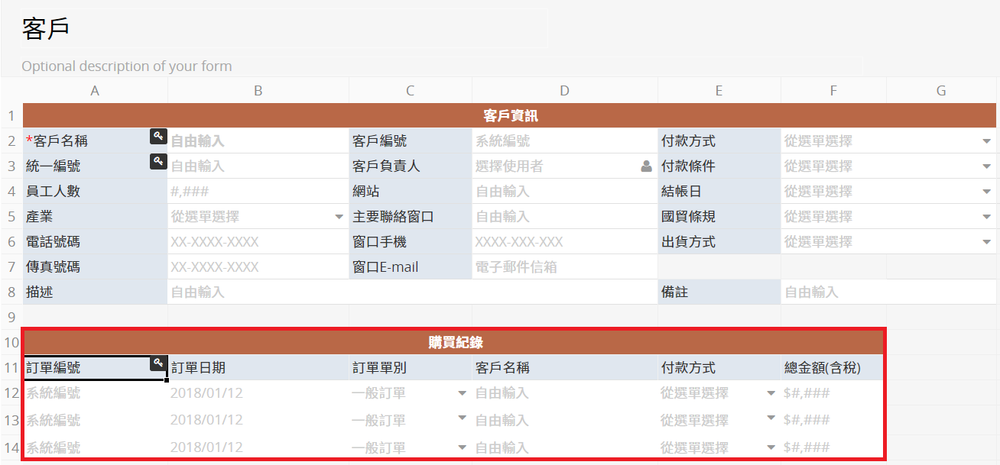 客戶
Optional description of your form
A B C D E F G
1 客戶資訊
2 *客戶名稱 自由輸入 客戶編號 系統編號 付款方式 從選單選擇
3 統一編號 自由輸入 客戶負責人 選擇使用者 付款條件 從選單選擇
4 員工人數 #,### 網站 自由輸入 結帳日 從選單選擇
5 產業 從選單選擇 主要聯絡窗口 自由輸入 國貿條規 從選單選擇
6 電話號碼 XX-XXXX-XXXX 窗口手機 XXXX-XXX-XXX 出貨方式 從選單選擇
7 傳真號碼 XX-XXXX-XXXX 窗口E-mail 電子郵件信箱
8 描述 自由輸入 備註 自由輸入
9
10 購買紀錄
11 訂單編號 訂單日期 訂單單別 客戶名稱 付款方式 總金額(含稅)
12 系統編號 2018/01/12 一般訂單 自由輸入 從選單選擇 $#,###
13 系統編號 2018/01/12 一般訂單 自由輸入 從選單選擇 $#,###
14 系統編號 2018/01/12 一般訂單 自由輸入 從選單選擇 $#,###